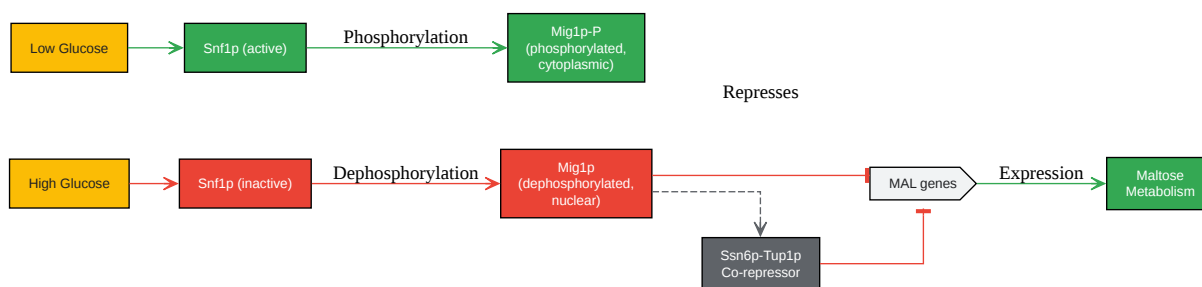 Low Glucose
Snf1p (active)
Phosphorylation
Mig1p-P
(phosphorylated,
cytoplasmic)
Represses
High Glucose
Snf1p (inactive)
Dephosphorylation
Mig1p
(dephosphorylated,
nuclear)
MAL genes
Expression
Maltose
Metabolism
Ssn6p-Tup1p
Co-repressor